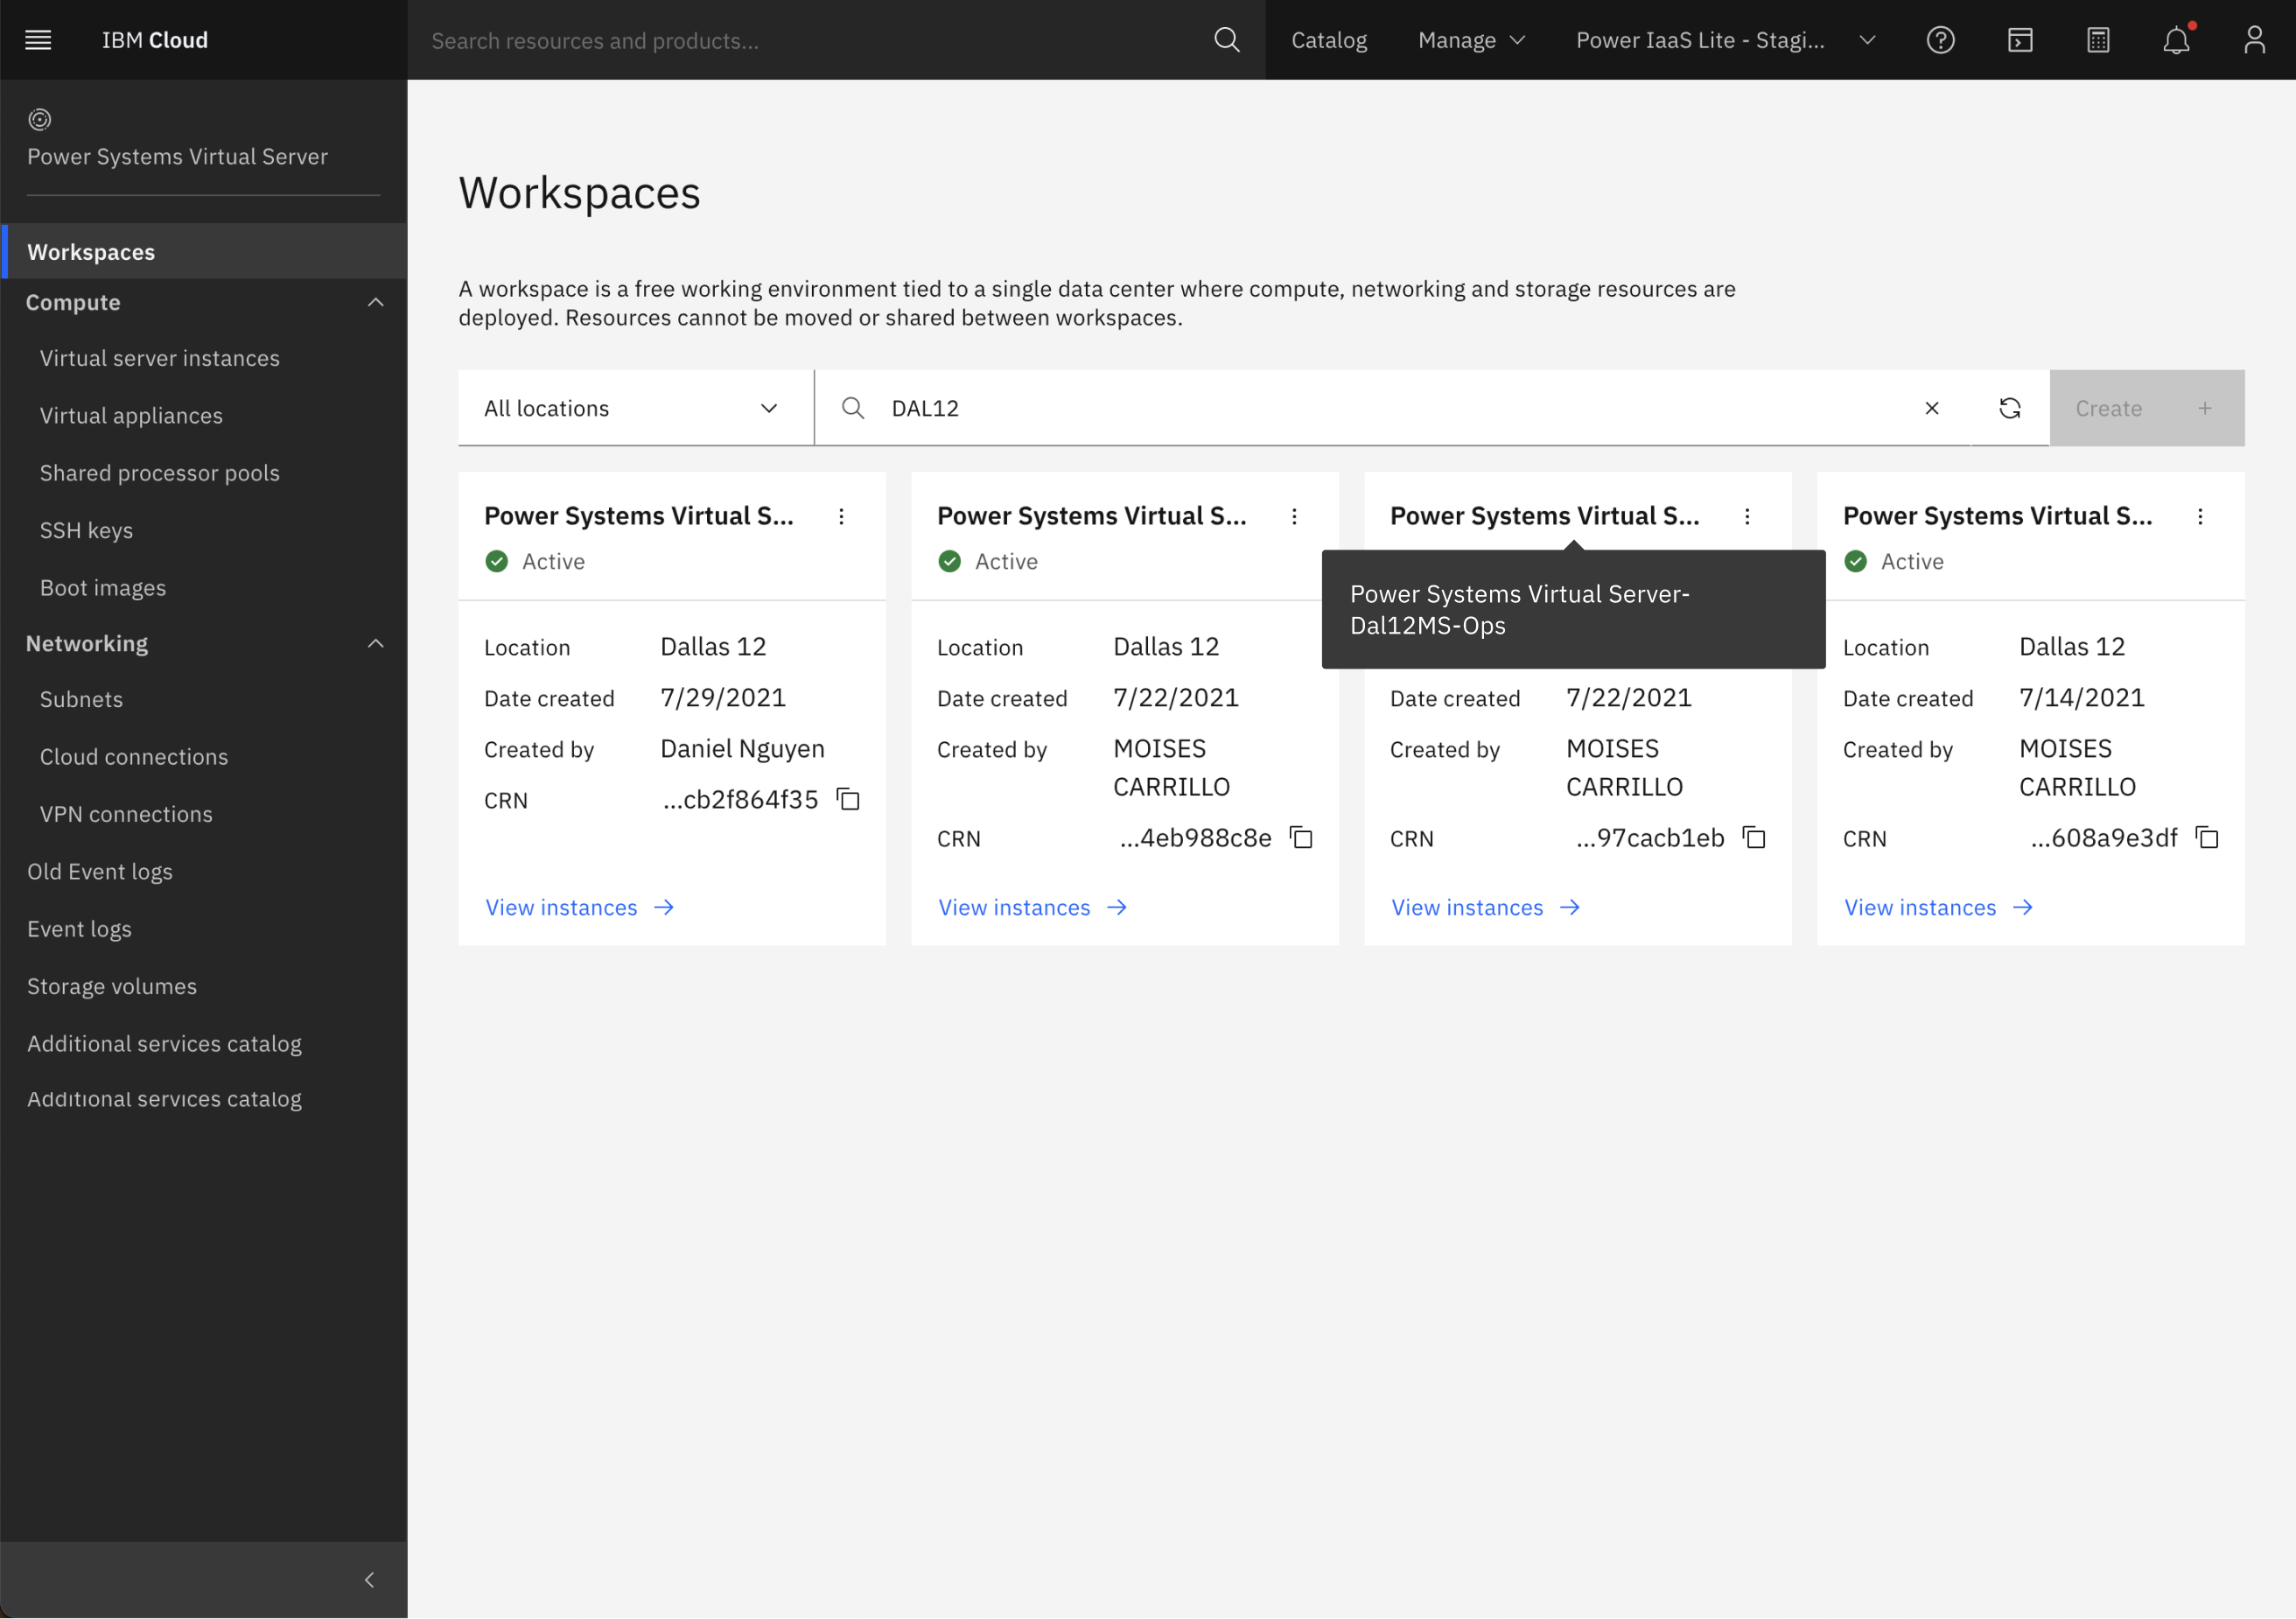 IBM Cloud
Search resources and products...
Catalog
Manage
Power IaaS Lite - Stagi...
Power Systems Virtual Server
Workspaces
Compute
Virtual server instances
Virtual appliances
Shared processor pools
SSH keys
Boot images
Networking
Subnets
Cloud connections
VPN connections
Old Event logs
Event logs
Storage volumes
Additional services catalog
Additional services catalog
Workspaces
A workspace is a free working environment tied to a single data center where compute, networking and storage resources are
deployed. Resources cannot be moved or shared between workspaces.
All locations
DAL12
Create +
Power Systems Virtual S...
Active
Location Dallas 12
Date created 7/29/2021
Created by Daniel Nguyen
CRN ...cb2f864f35
View instances
Power Systems Virtual S...
Active
Location Dallas 12
Date created 7/22/2021
Created by MOISES
CARRILLO
CRN ...4eb988c8e
View instances
Power Systems Virtual S...
Power Systems Virtual Server-
Dal12MS-Ops
Date created 7/22/2021
Created by MOISES
CARRILLO
CRN ...97cacb1eb
View instances
Power Systems Virtual S...
Active
Location Dallas 12
Date created 7/14/2021
Created by MOISES
CARRILLO
CRN ...608a9e3df
View instances